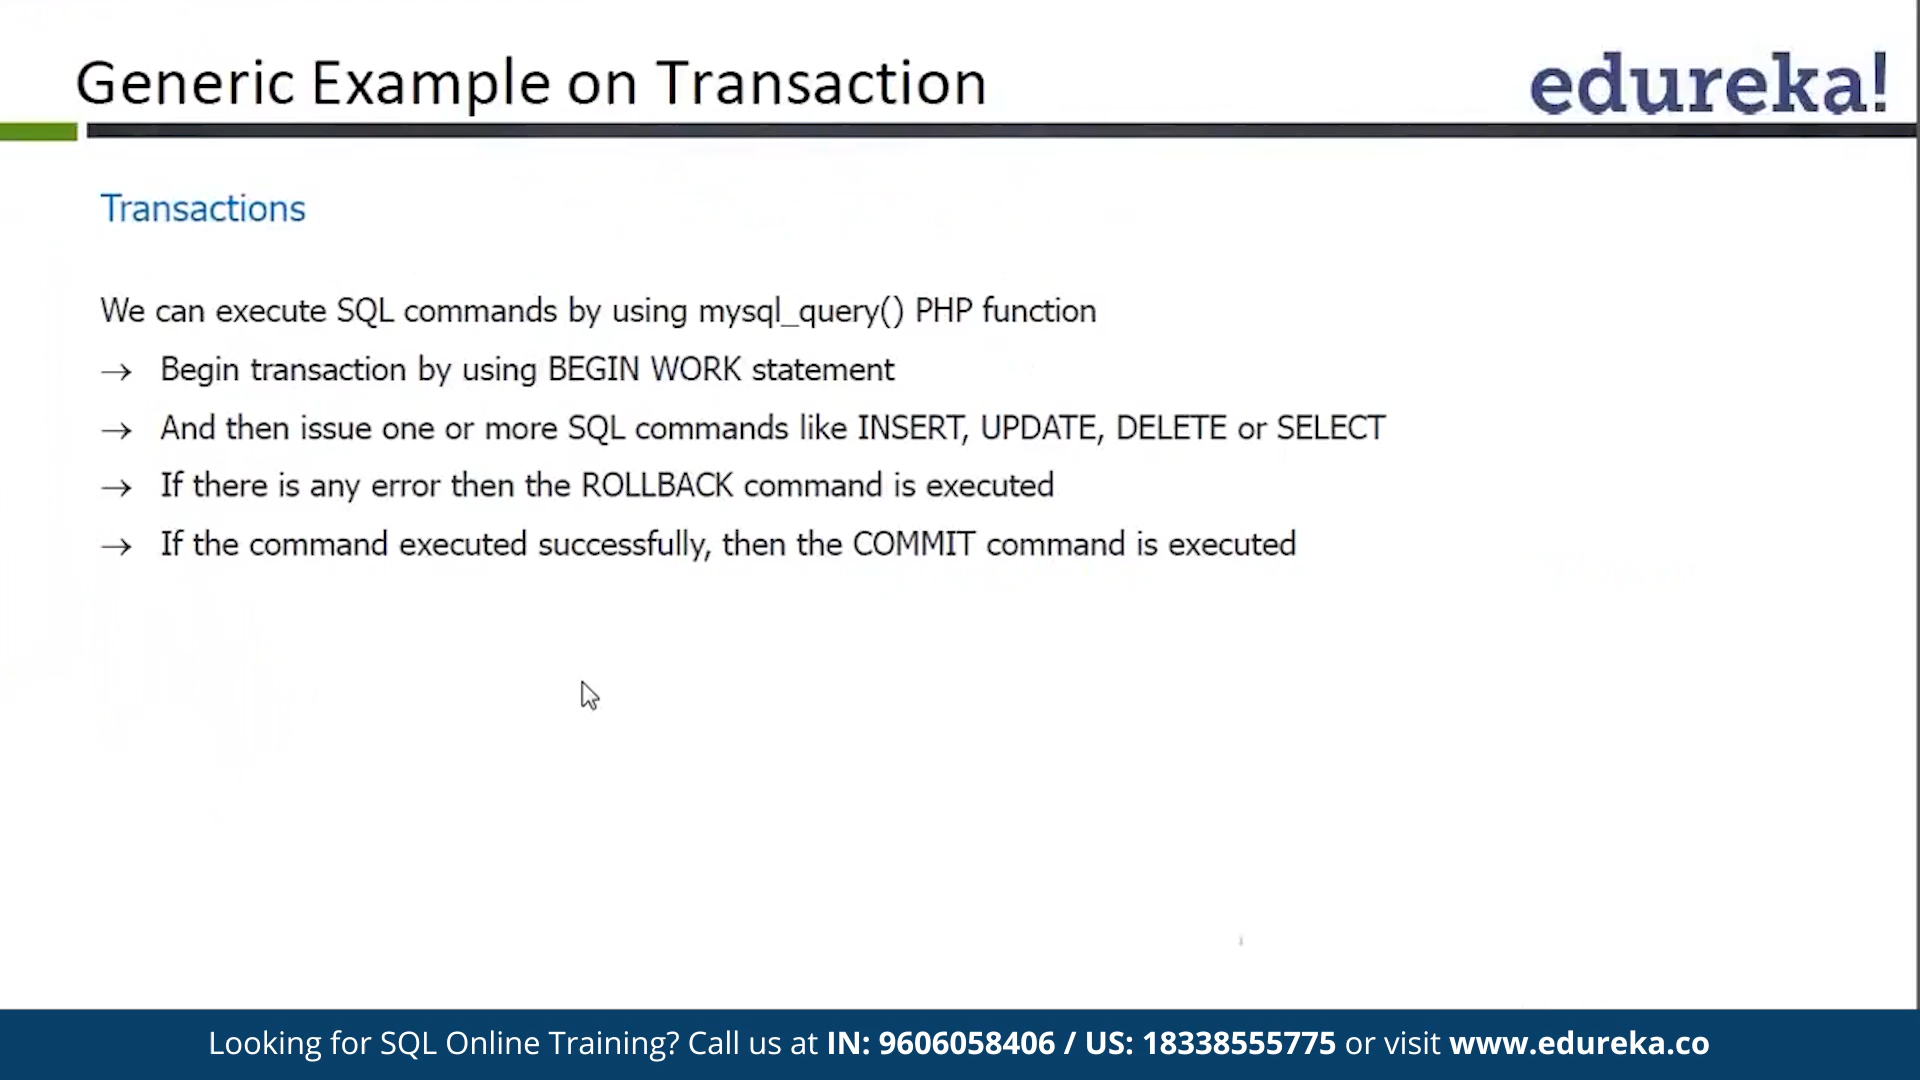 Generic Example on Transaction
edureka!
Transactions
We can execute SQL commands by using mysql_query() PHP function
→ Begin transaction by using BEGIN WORK statement
→ And then issue one or more SQL commands like INSERT, UPDATE, DELETE or SELECT
→ If there is any error then the ROLLBACK command is executed
→ If the command executed successfully, then the COMMIT command is executed
Looking for SQL Online Training? Call us at IN: 9606058406 / US: 18338555775 or visit www.edureka.co